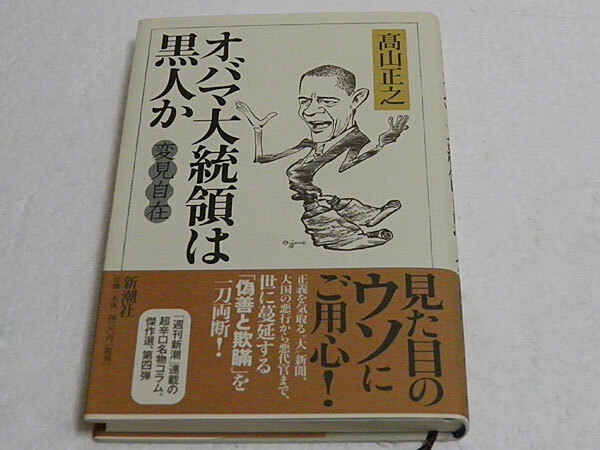 髙山正之
オバマ大統領は
黒人か
変見自在
見た目の
ウソに
ご用心!
正義を気取る“大”新聞、
大国の悪行から悪代官まで、
世に蔓延する
「偽善と欺瞞」を
一刀両断!
「週刊新潮」連載の
超辛口名物コラム。
傑作選、第四弾
新潮社